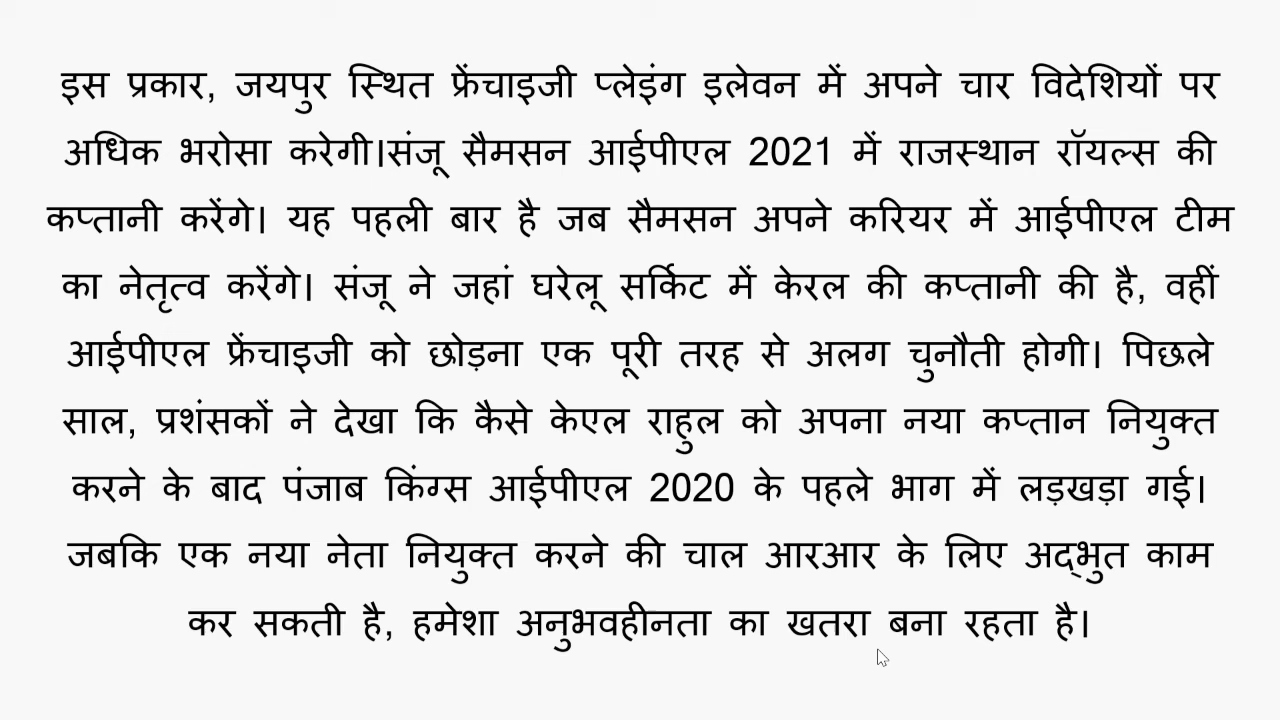 इस प्रकार, जयपुर स्थित फ्रेंचाइजी प्लेइंग इलेवन में अपने चार विदेशियों पर
अधिक भरोसा करेगी।संजू सैमसन आईपीएल 2021 में राजस्थान रॉयल्स की
कप्तानी करेंगे। यह पहली बार है जब सैमसन अपने करियर में आईपीएल टीम
का नेतृत्व करेंगे। संजू ने जहां घरेलू सर्किट में केरल की कप्तानी की है, वहीं
आईपीएल फ्रेंचाइजी को छोड़ना एक पूरी तरह से अलग चुनौती होगी। पिछले
साल, प्रशंसकों ने देखा कि कैसे केएल राहुल को अपना नया कप्तान नियुक्त
करने के बाद पंजाब किंग्स आईपीएल 2020 के पहले भाग में लड़खड़ा गई।
जबकि एक नया नेता नियुक्त करने की चाल आरआर के लिए अद्भुत काम
कर सकती है, हमेशा अनुभवहीनता का खतरा बना रहता है।